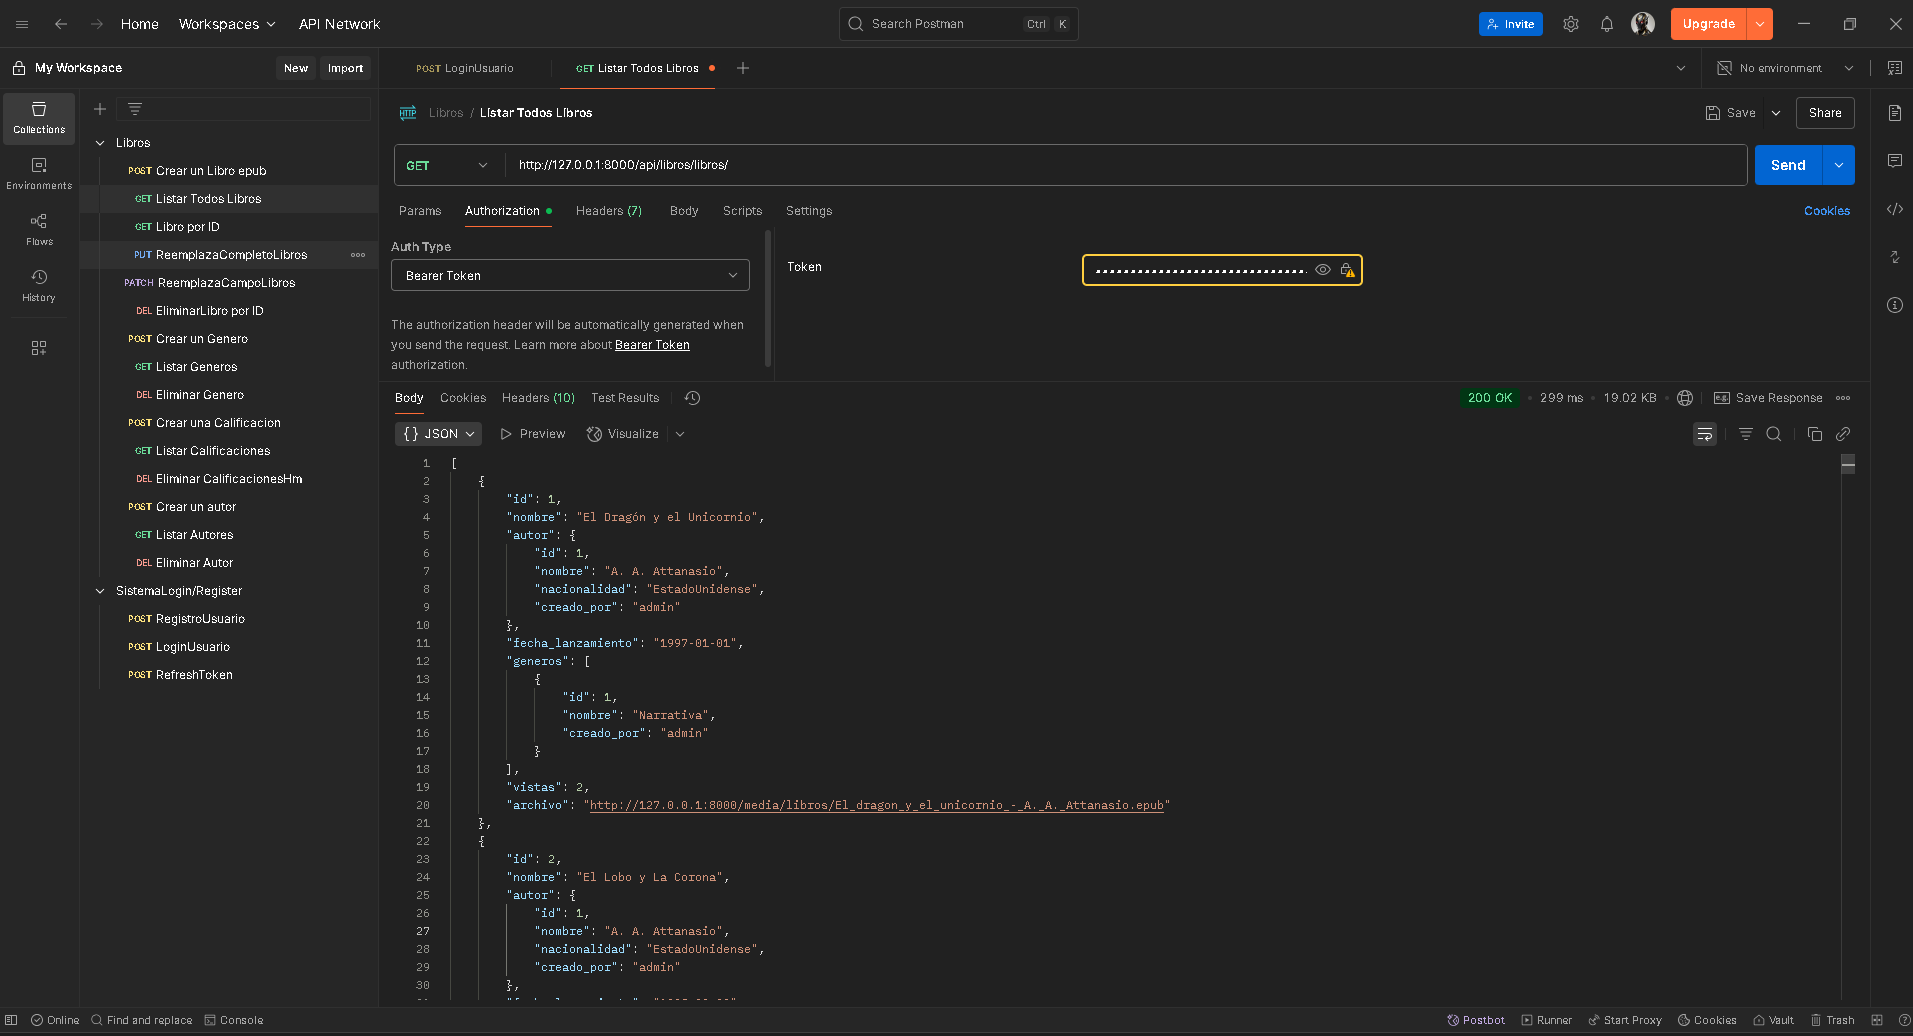 Home Workspaces API Network Search Postman Ctrl K Invite Upgrade
My Workspace New Import POST LoginUsuario GET Listar Todos Libros No environment
Collections
Environments
Flows
History
Libros
POST Crear un Libro epub
GET Listar Todos Libros
GET Libro por ID
PUT ReemplazaCompletoLibros
PATCH ReemplazaCampoLibros
DEL EliminarLibro por ID
POST Crear un Genero
GET Listar Generos
DEL Eliminar Genero
POST Crear una Calificacion
GET Listar Calificaciones
DEL Eliminar CalificacionesHm
POST Crear un autor
GET Listar Autores
DEL Eliminar Autor
SistemaLogin/Register
POST RegistroUsuario
POST LoginUsuario
POST RefreshToken
HTTP Libros / Listar Todos Libros Save Share
GET http://127.0.0.1:8000/api/libros/libros/ Send
Params Authorization Headers (7) Body Scripts Settings Cookies
Auth Type
Bearer Token
The authorization header will be automatically generated when
you send the request. Learn more about Bearer Token
authorization.
Token
Body Cookies Headers (10) Test Results 200 OK • 299 ms • 19.02 KB e.g. Save Response
{} JSON Preview Visualize
1 [
2 {
3 "id": 1,
4 "nombre": "El Dragón y el Unicornio",
5 "autor": {
6 "id": 1,
7 "nombre": "A. A. Attanasio",
8 "nacionalidad": "EstadoUnidense",
9 "creado_por": "admin"
10 },
11 "fecha_lanzamiento": "1997-01-01",
12 "generos": [
13 {
14 "id": 1,
15 "nombre": "Narrativa",
16 "creado_por": "admin"
17 }
18 ],
19 "vistas": 2,
20 "archivo": "http://127.0.0.1:8000/media/libros/El_dragon_y_el_unicornio_-_A._A._Attanasio.epub"
21 },
22 {
23 "id": 2,
24 "nombre": "El Lobo y La Corona",
25 "autor": {
26 "id": 1,
27 "nombre": "A. A. Attanasio",
28 "nacionalidad": "EstadoUnidense",
29 "creado_por": "admin"
30 },
Online Find and replace Console Postbot Runner Start Proxy Cookies Vault Trash